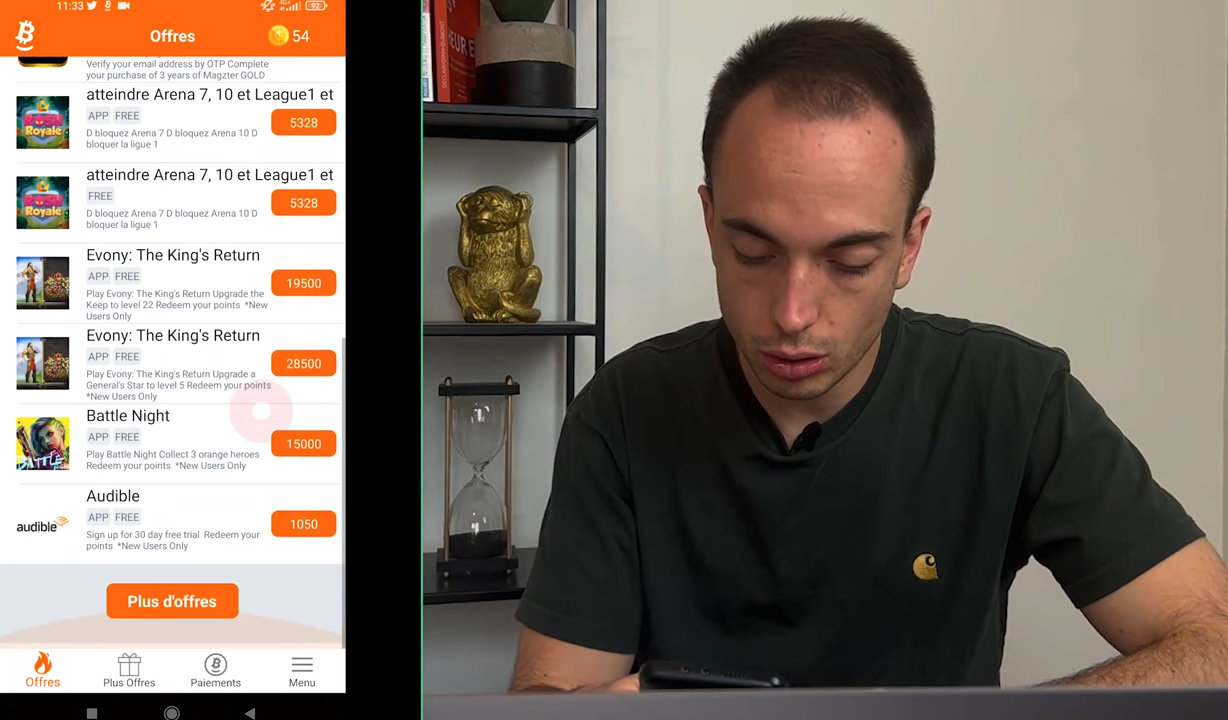 11:33
4G+
92
Offres
54
Verify your email address by OTP Complete
your purchase of 3 years of Magzter GOLD
atteindre Arena 7, 10 et League1 et
APP FREE
5328
D bloquez Arena 7 D bloquez Arena 10 D
bloquer la ligue 1
RUSH
Royale
atteindre Arena 7, 10 et League1 et
FREE
5328
D bloquez Arena 7 D bloquez Arena 10 D
bloquer la ligue 1
RUSH
Royale
Evony: The King's Return
APP FREE
19500
Play Evony: The King's Return Upgrade the
Keep to level 22 Redeem your points *New
Users Only
Evony: The King's Return
APP FREE
28500
Play Evony: The King's Return Upgrade a
General's Star to level 5 Redeem your points
*New Users Only
Battle Night
APP FREE
15000
Play Battle Night Collect 3 orange heroes
Redeem your points *New Users Only
BATTLE
Audible
APP FREE
1050
audible
Sign up for 30 day free trial Redeem your
points *New Users Only
Plus d'offres
Offres
Plus Offres
Paiements
Menu